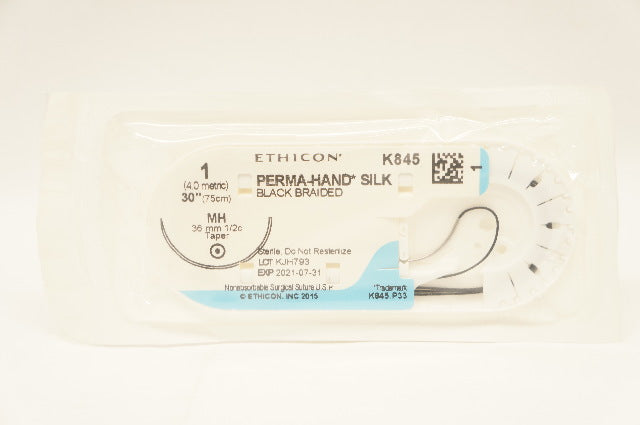 ETHICON*
K845
1
1
(4.0 metric)
30" (75cm)
PERMA-HAND* SILK
BLACK BRAIDED
MH
36 mm 1/2c
Taper
Sterile, Do Not Resterilize
LOT KJH793
EXP 2021-07-31
Nonabsorbable Surgical Suture U.S.P.
© ETHICON, INC 2015
*Trademark
K845.P33